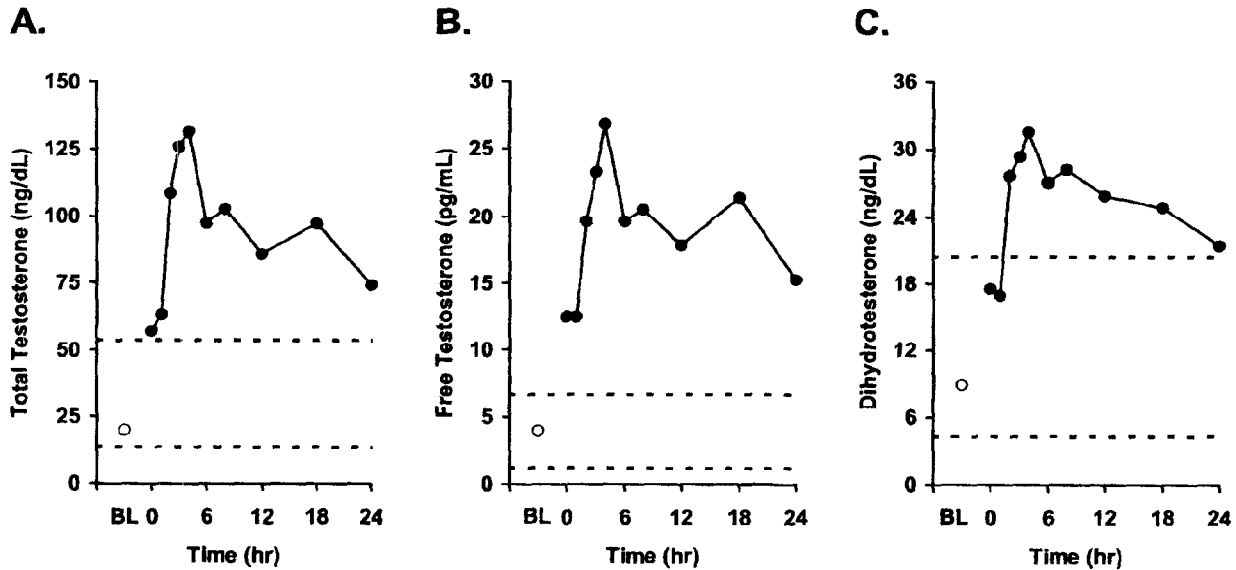 A.
B.
C.
Total Testosterone (ng/dL)
150
125
100
75
50
25
0
BL 0 6 12 18 24
Time (hr)
Free Testosterone (pg/mL)
30
25
20
15
10
5
0
BL 0 6 12 18 24
Time (hr)
Dihydrotesterone (ng/dL)
36
30
24
18
12
6
0
BL 0 6 12 18 24
Time (hr)